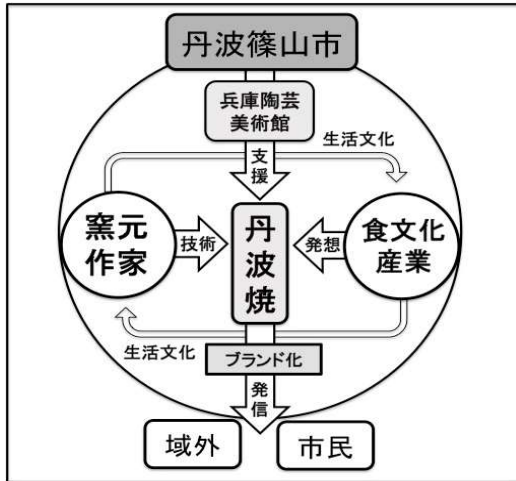 丹波篠山市
兵庫陶芸
美術館
生活文化
支援
窯元
作家
技術
丹波焼
発想
食文化
産業
生活文化
ブランド化
発信
域外
市民